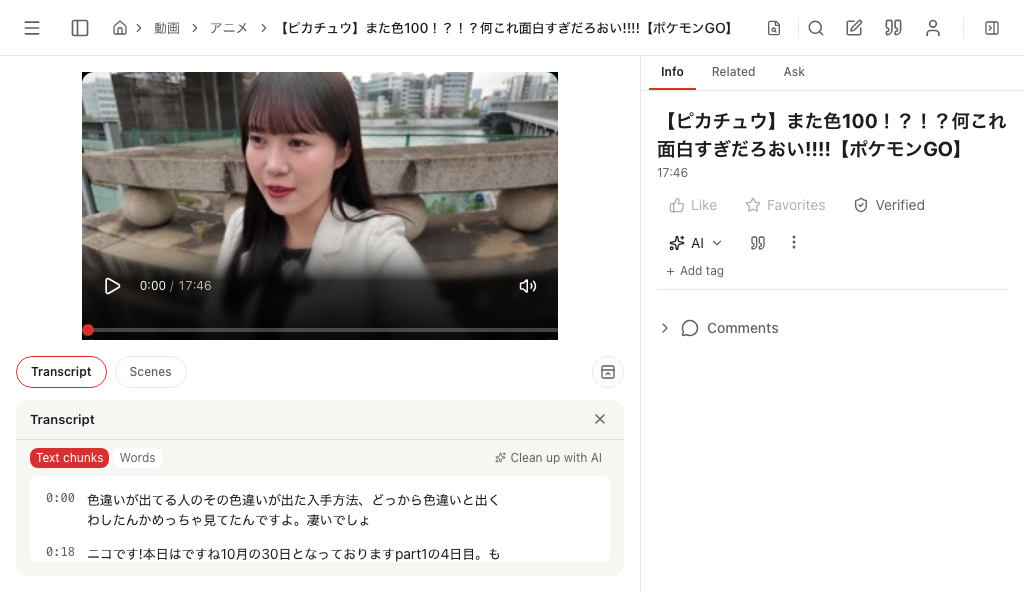 動画
アニメ
【ピカチュウ】また色100！？！？何これ面白すぎだろおい!!!!【ポケモンGO】
0:00 / 17:46
Transcript
Scenes
Transcript
Text chunks
Words
Clean up with AI
0:00
色違いが出てる人のその色違いが出た入手方法、どっから色違いと出く
わしたんかめっちゃ見てたんですよ。凄いでしょ
0:18
ニコです!本日はですね10月の30日となっておりますpart1の4日目。も
Info
Related
Ask
【ピカチュウ】また色100！？！？何これ
面白すぎだろおい!!!!【ポケモンGO】
17:46
Like
Favorites
Verified
AI
+ Add tag
Comments